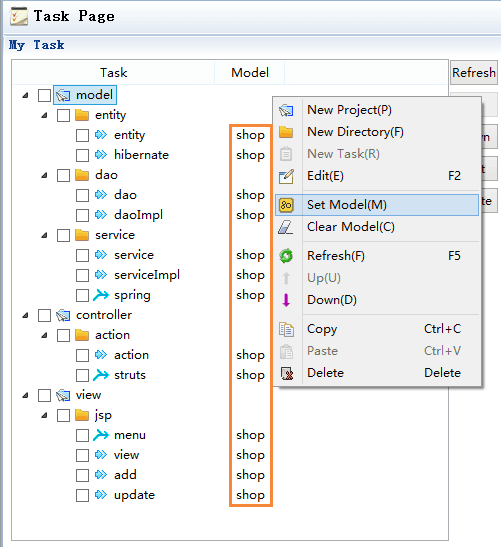 Task Page
My Task
Task Model
Refresh
model
entity
entity shop
hibernate shop
dao
dao shop
daoImpl shop
service
service shop
serviceImpl shop
spring shop
controller
action
action shop
struts shop
view
jsp
menu shop
view shop
add shop
update shop
New Project(P)
New Directory(F)
New Task(R)
Edit(E) F2
Set Model(M)
Clear Model(C)
Refresh(F) F5
Up(U)
Down(D)
Copy Ctrl+C
Paste Ctrl+V
Delete Delete